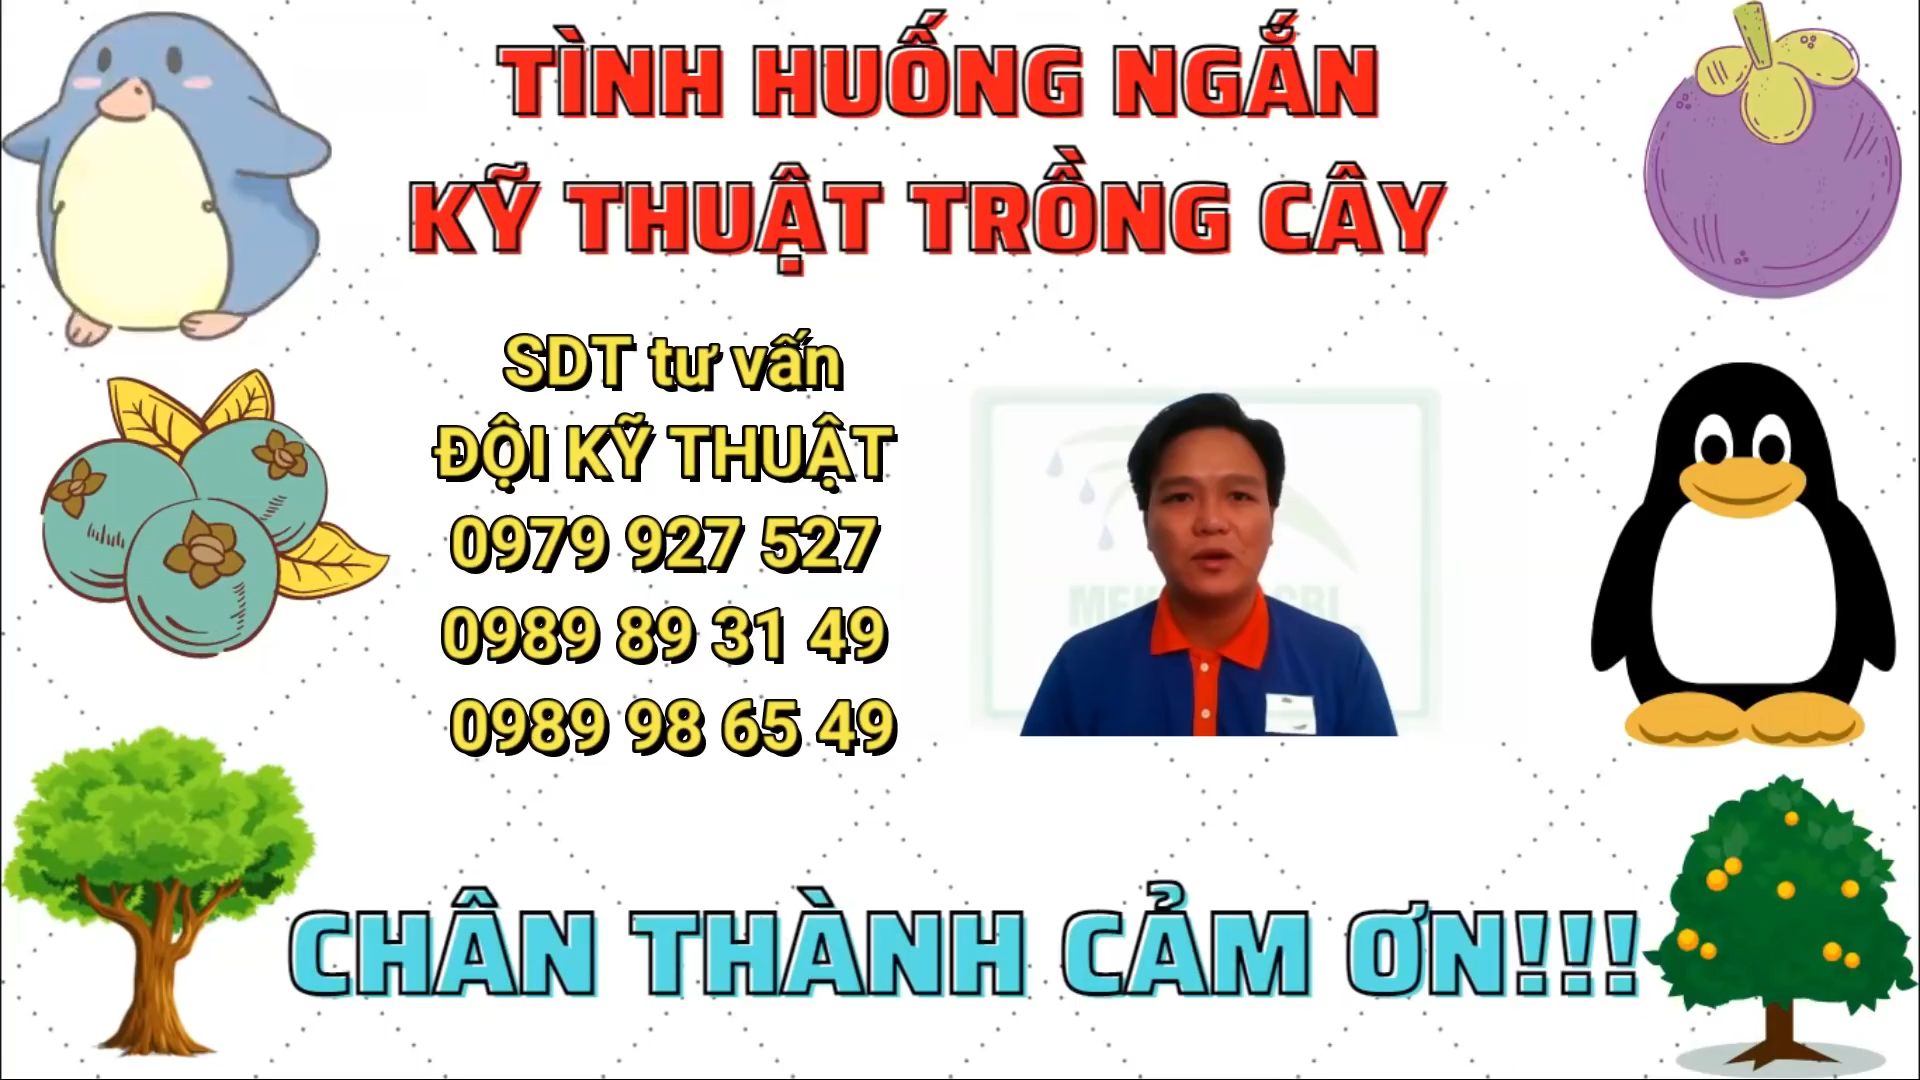 TÌNH HUỐNG NGẮN
KỸ THUẬT TRỒNG CÂY
SDT tư vấn
ĐỘI KỸ THUẬT
0979 927 527
0989 89 31 49
0989 98 65 49
CHÂN THÀNH CẢM ƠN!!!